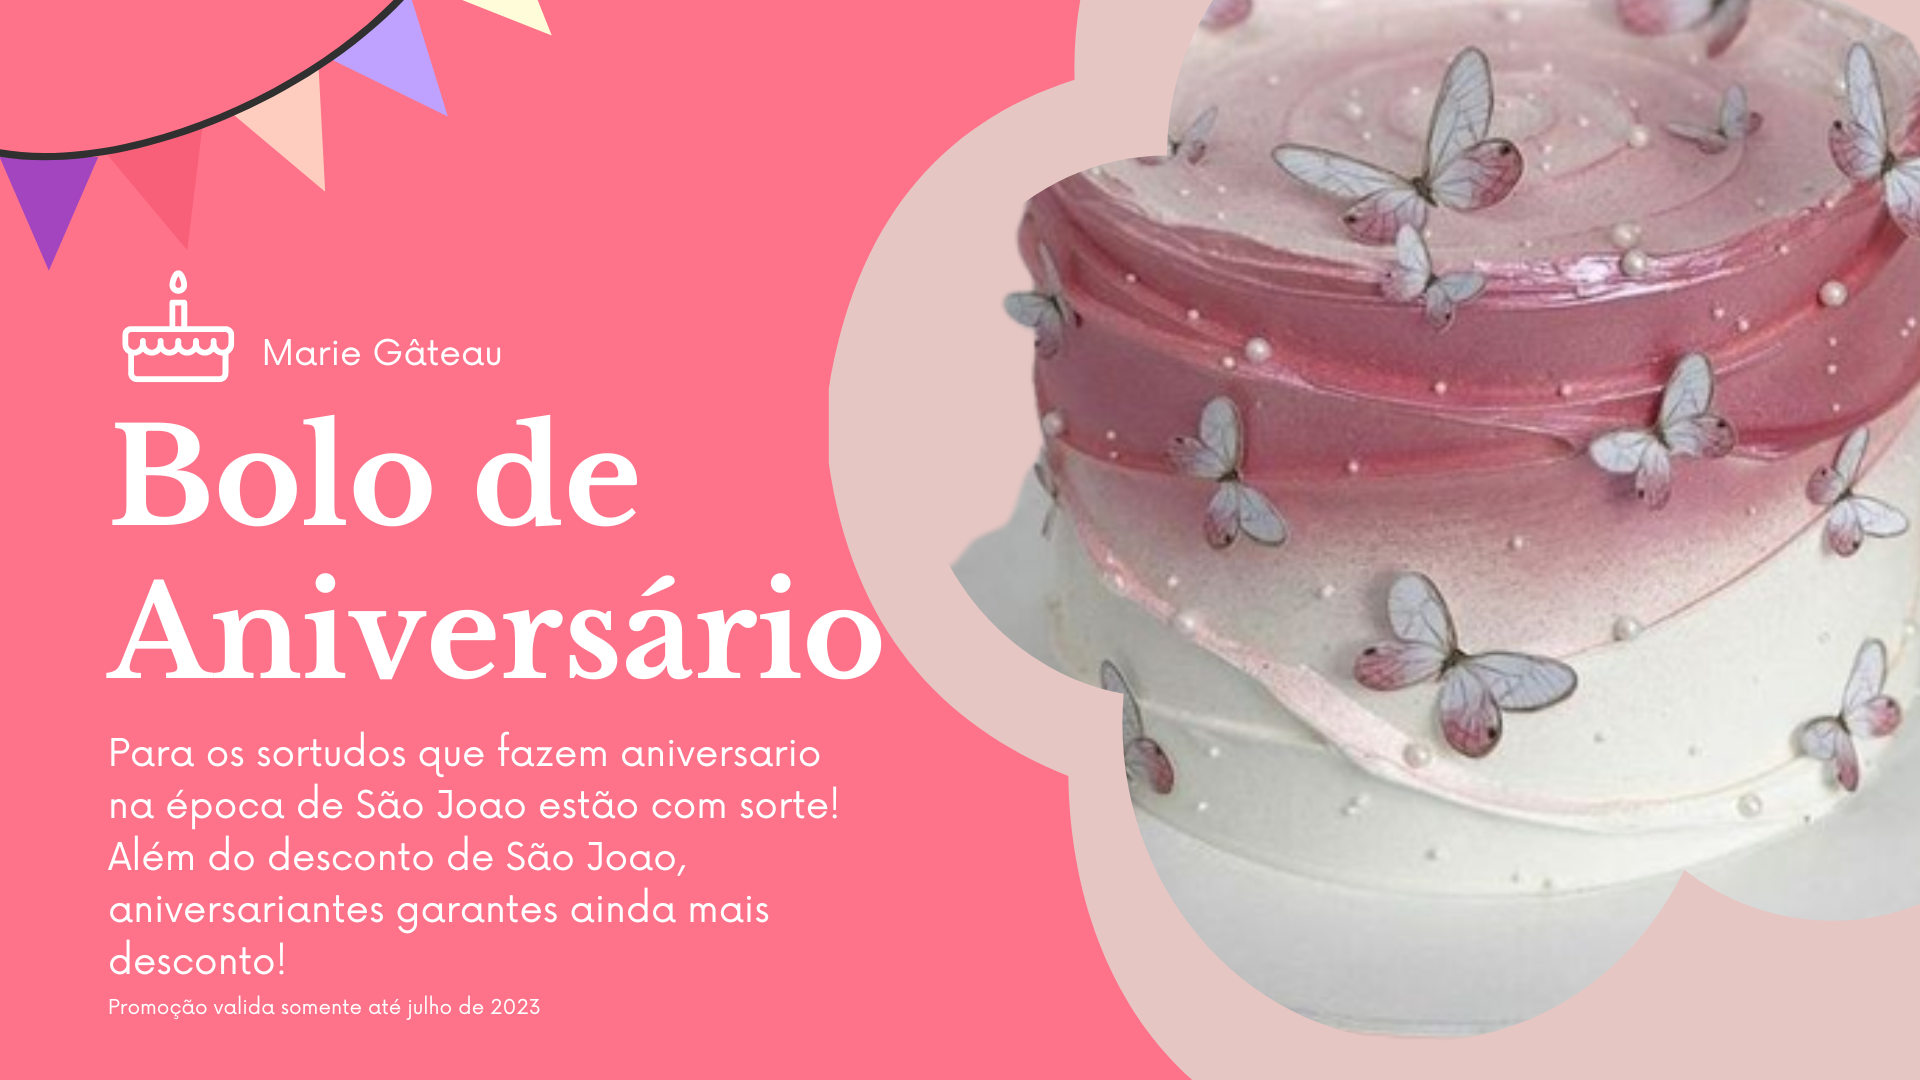 Marie Gâteau
Bolo de
Aniversário
Para os sortudos que fazem aniversario
na época de São Joao estão com sorte!
Além do desconto de São Joao,
aniversariantes garantes ainda mais
desconto!
Promoção valida somente até julho de 2023